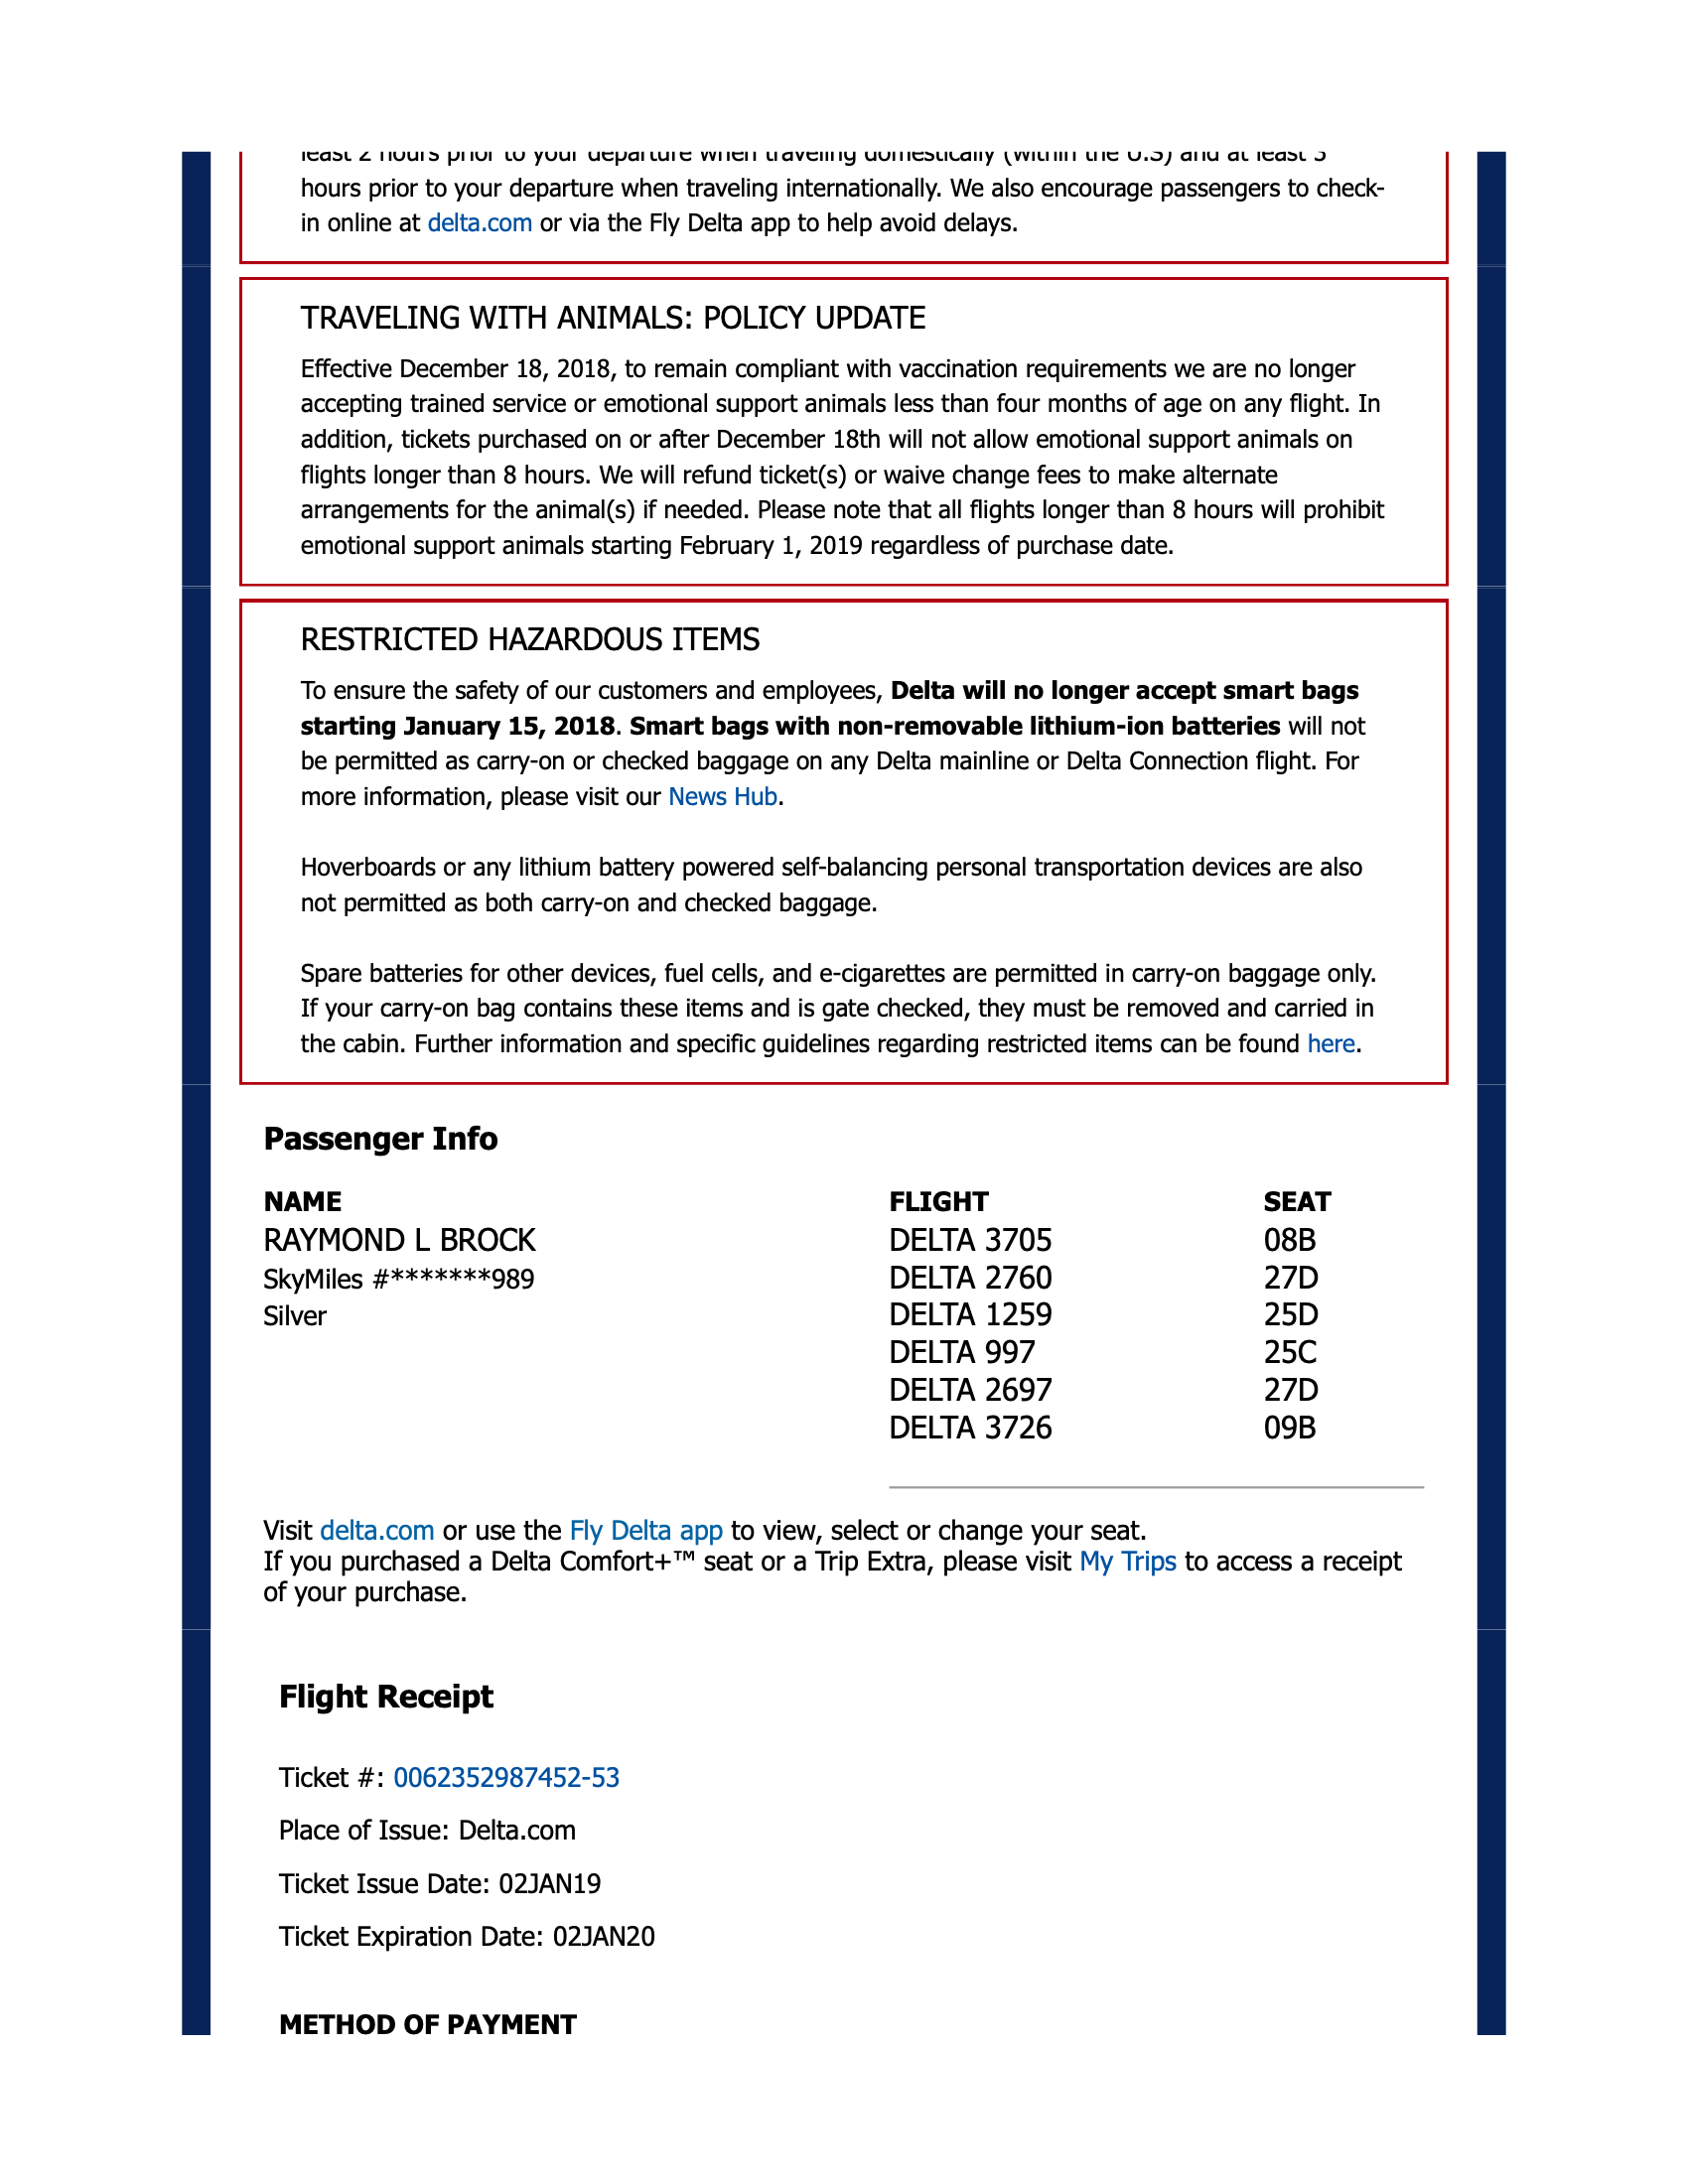 least 2 hours prior to your departure when traveling domestically (within the U.S) and at least 3
hours prior to your departure when traveling internationally. We also encourage passengers to check-
in online at delta.com or via the Fly Delta app to help avoid delays.
TRAVELING WITH ANIMALS: POLICY UPDATE
Effective December 18, 2018, to remain compliant with vaccination requirements we are no longer
accepting trained service or emotional support animals less than four months of age on any flight. In
addition, tickets purchased on or after December 18th will not allow emotional support animals on
flights longer than 8 hours. We will refund ticket(s) or waive change fees to make alternate
arrangements for the animal(s) if needed. Please note that all flights longer than 8 hours will prohibit
emotional support animals starting February 1, 2019 regardless of purchase date.
RESTRICTED HAZARDOUS ITEMS
To ensure the safety of our customers and employees, Delta will no longer accept smart bags
starting January 15, 2018. Smart bags with non-removable lithium-ion batteries will not
be permitted as carry-on or checked baggage on any Delta mainline or Delta Connection flight. For
more information, please visit our News Hub.
Hoverboards or any lithium battery powered self-balancing personal transportation devices are also
not permitted as both carry-on and checked baggage.
Spare batteries for other devices, fuel cells, and e-cigarettes are permitted in carry-on baggage only.
If your carry-on bag contains these items and is gate checked, they must be removed and carried in
the cabin. Further information and specific guidelines regarding restricted items can be found here.
Passenger Info
NAME FLIGHT SEAT
RAYMOND L BROCK DELTA 3705 08B
SkyMiles #*******989 DELTA 2760 27D
Silver DELTA 1259 25D
DELTA 997 25C
DELTA 2697 27D
DELTA 3726 09B
Visit delta.com or use the Fly Delta app to view, select or change your seat.
If you purchased a Delta Comfort+™ seat or a Trip Extra, please visit My Trips to access a receipt
of your purchase.
Flight Receipt
Ticket #: 0062352987452-53
Place of Issue: Delta.com
Ticket Issue Date: 02JAN19
Ticket Expiration Date: 02JAN20
METHOD OF PAYMENT